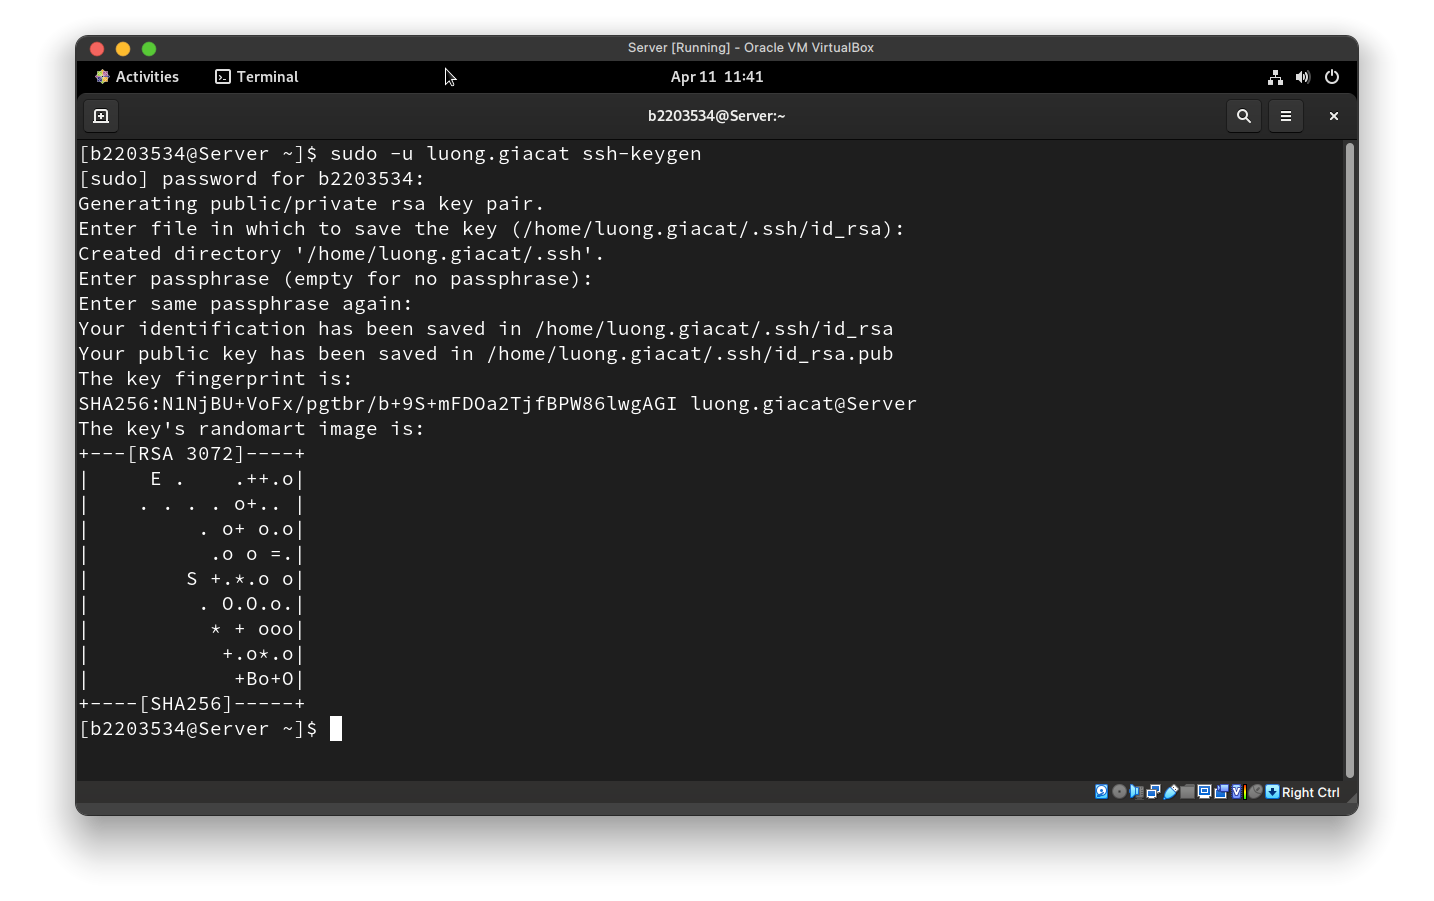 Server [Running] - Oracle VM VirtualBox
Activities Terminal Apr 11 11:41
b2203534@Server:~
[b2203534@Server ~]$ sudo -u luong.giacat ssh-keygen
[sudo] password for b2203534:
Generating public/private rsa key pair.
Enter file in which to save the key (/home/luong.giacat/.ssh/id_rsa):
Created directory '/home/luong.giacat/.ssh'.
Enter passphrase (empty for no passphrase):
Enter same passphrase again:
Your identification has been saved in /home/luong.giacat/.ssh/id_rsa
Your public key has been saved in /home/luong.giacat/.ssh/id_rsa.pub
The key fingerprint is:
SHA256:N1NjBU+VoFx/pgtbr/b+9S+mFDOa2TjfBPW86lwgAGI luong.giacat@Server
The key's randomart image is:
+---[RSA 3072]----+
|     E .    .++.o|
|    . . . . o+.. |
|         . o+ o.o|
|          .o o =.|
|        S +.*.o o|
|         . O.O.o.|
|          * + ooo|
|           +.o*.o|
|            +Bo+O|
+----[SHA256]-----+
[b2203534@Server ~]$
Right Ctrl